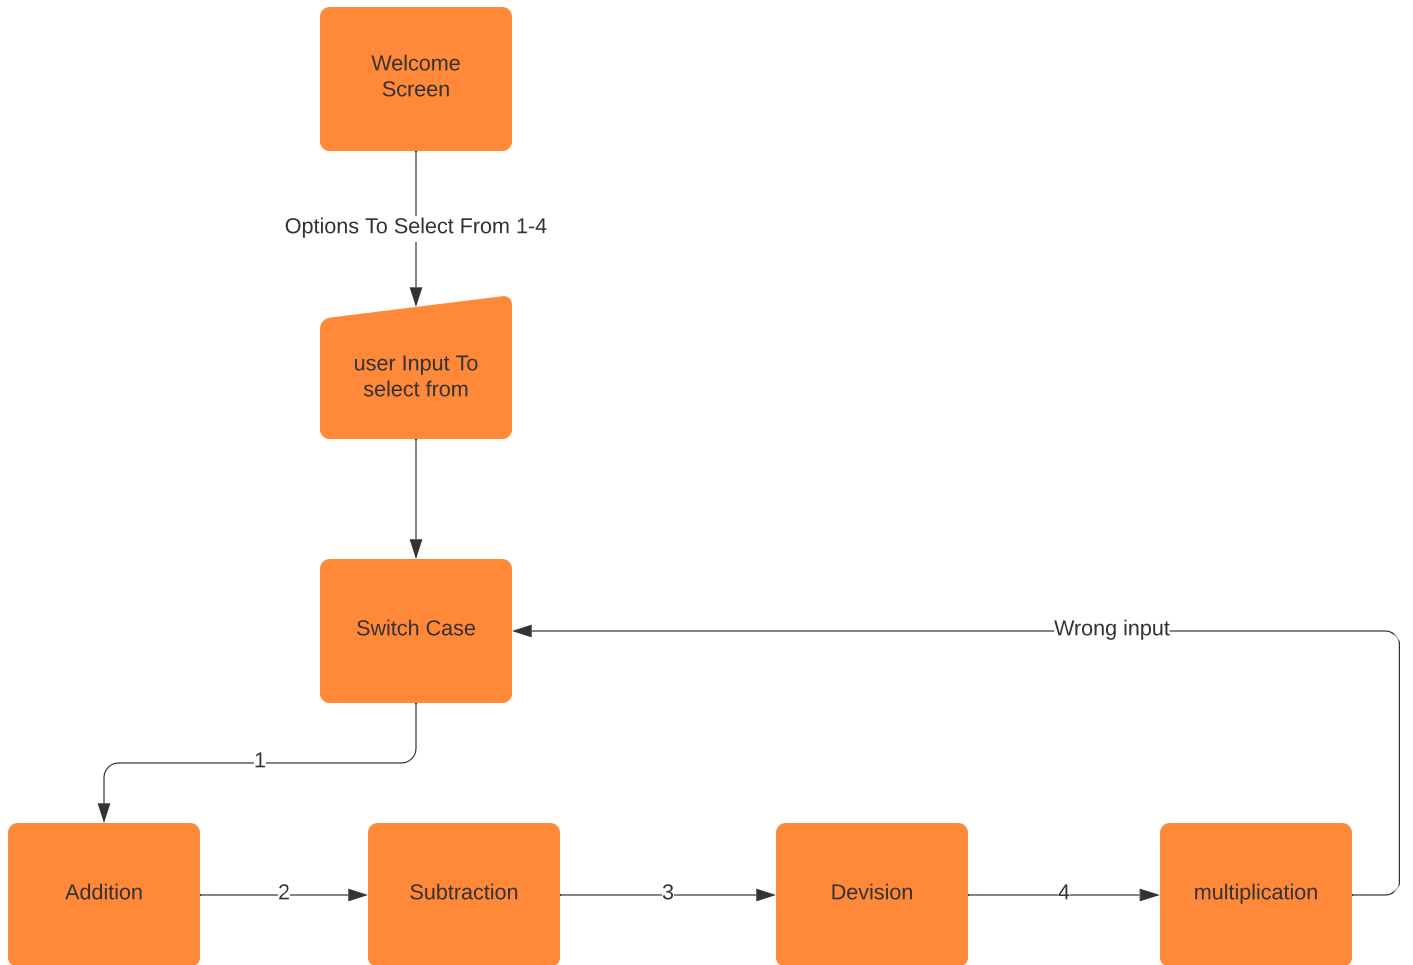 Welcome
Screen
Options To Select From 1-4
user Input To
select from
Switch Case
Wrong input
1
Addition
2
Subtraction
3
Devision
4
multiplication